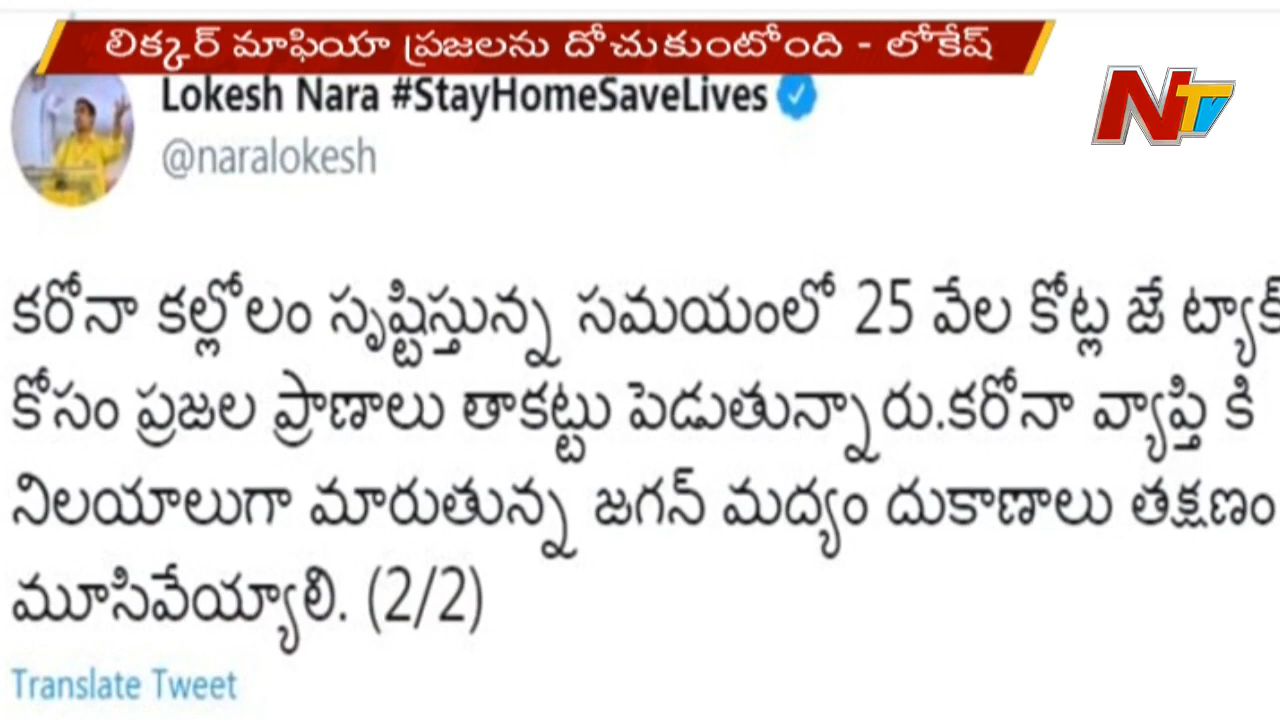 లిక్కర్ మాఫియా ప్రజలను దోచుకుంటోంది - లోకేష్
NTV
Lokesh Nara #StayHomeSaveLives
@naralokesh
కరోనా కల్లోలం సృష్టిస్తున్న సమయంలో 25 వేల కోట్ల జే ట్యాక్
కోసం ప్రజల ప్రాణాలు తాకట్టు పెడుతున్నారు.కరోనా వ్యాప్తి కి
నిలయాలుగా మారుతున్న జగన్ మద్యం దుకాణాలు తక్షణం
మూసివేయ్యాలి. (2/2)
Translate Tweet